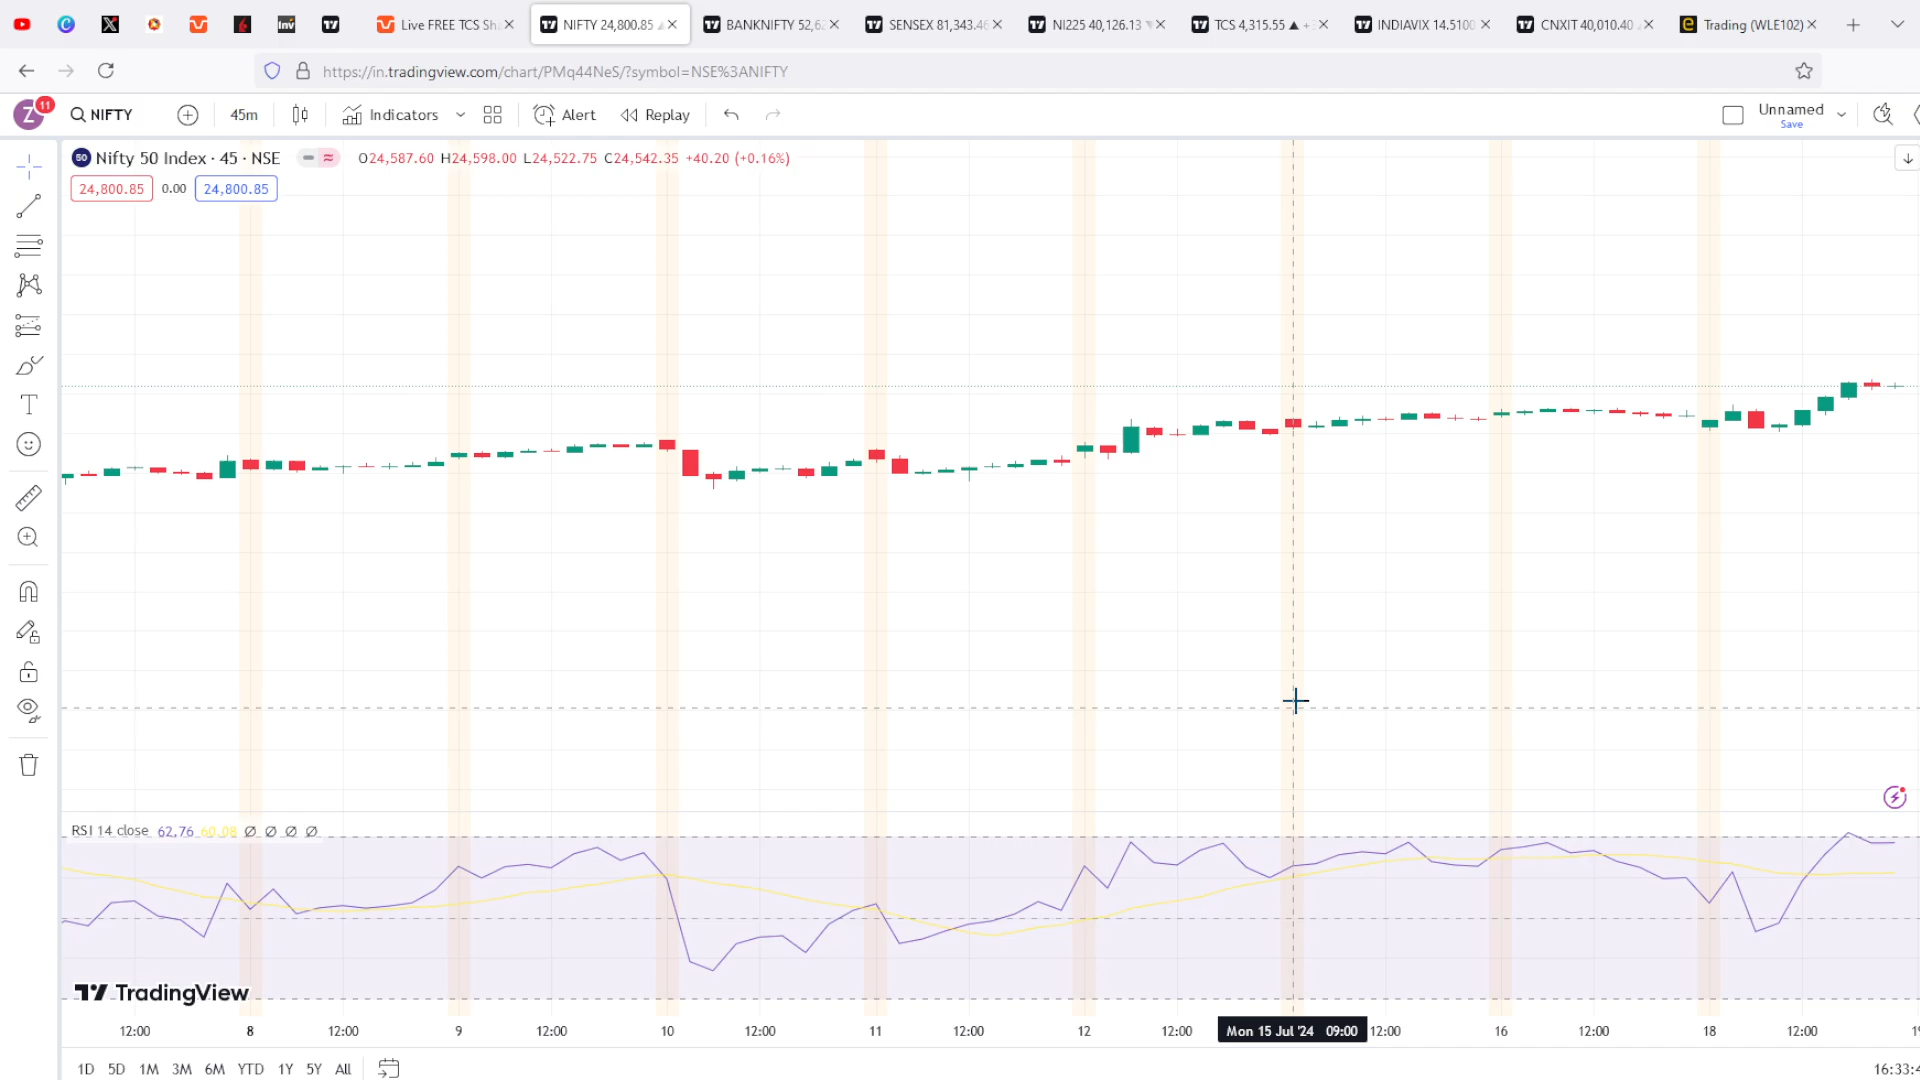 Live FREE TCS Sha
NIFTY 24,800.85
BANKNIFTY 52,62
SENSEX 81,343.46
NI225 40,126.13
TCS 4,315.55 ▲ +
INDIAVIX 14.5100
CNXIT 40,010.40
Trading (WLE102)
https://in.tradingview.com/chart/PMq44NeS/?symbol=NSE%3ANIFTY
Z 11 NIFTY 45m Indicators Alert Replay Unnamed
Save
50 Nifty 50 Index · 45 · NSE O24,587.60 H24,598.00 L24,522.75 C24,542.35 +40.20 (+0.16%)
24,800.85 0.00 24,800.85
RSI 14 close 62.76 60.08 Ø Ø Ø Ø
TradingView
12:00 8 12:00 9 12:00 10 12:00 11 12:00 12 12:00 Mon 15 Jul '24 09:00 12:00 16 12:00 18 12:00
1D 5D 1M 3M 6M YTD 1Y 5Y All 16:33:4